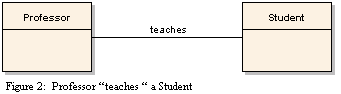 Professor
Student
teaches
Figure 2:  Professor “teaches “ a Student